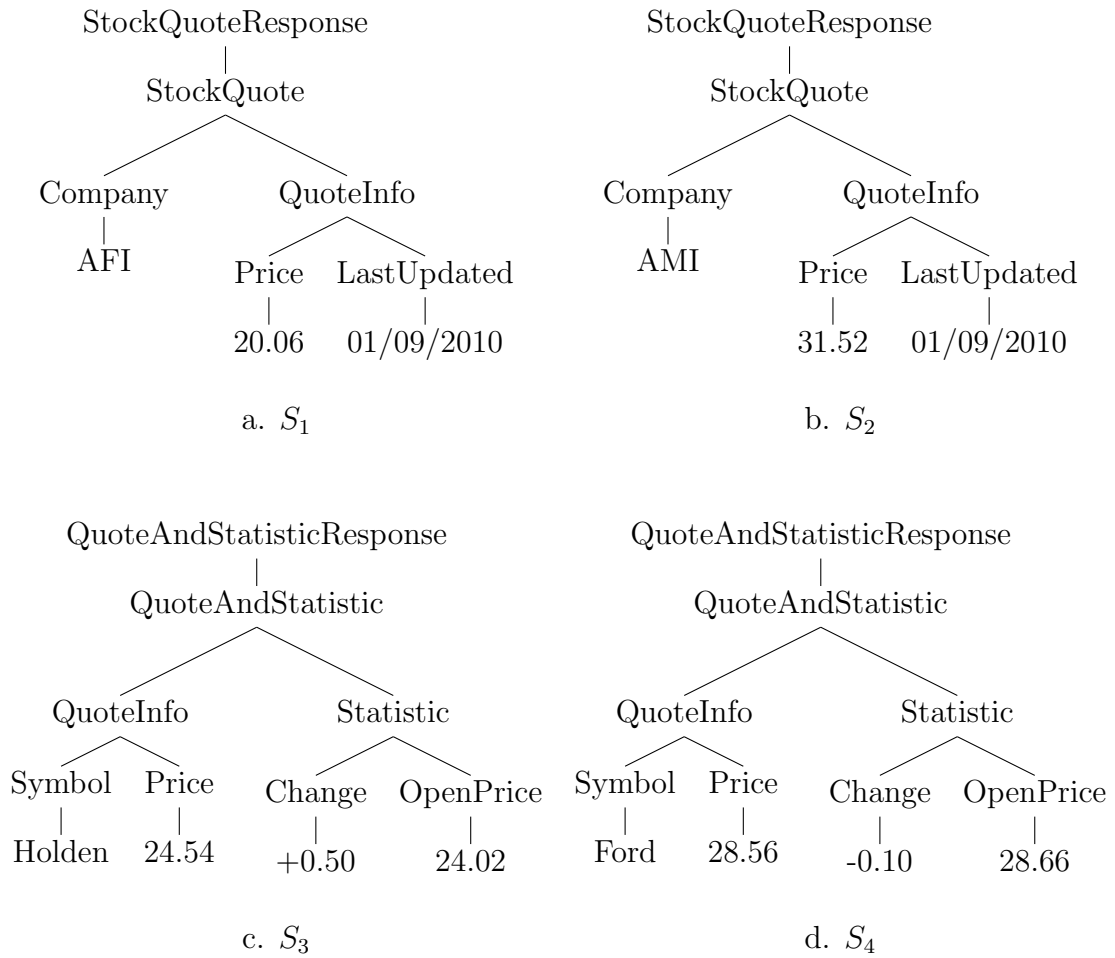 StockQuoteResponse
StockQuote
Company QuoteInfo
AFI
Price LastUpdated
20.06 01/09/2010
a. S₁
StockQuoteResponse
StockQuote
Company QuoteInfo
AMI
Price LastUpdated
31.52 01/09/2010
b. S₂
QuoteAndStatisticResponse
QuoteAndStatistic
QuoteInfo Statistic
Symbol Price Change OpenPrice
Holden 24.54 +0.50 24.02
c. S₃
QuoteAndStatisticResponse
QuoteAndStatistic
QuoteInfo Statistic
Symbol Price Change OpenPrice
Ford 28.56 -0.10 28.66
d. S₄